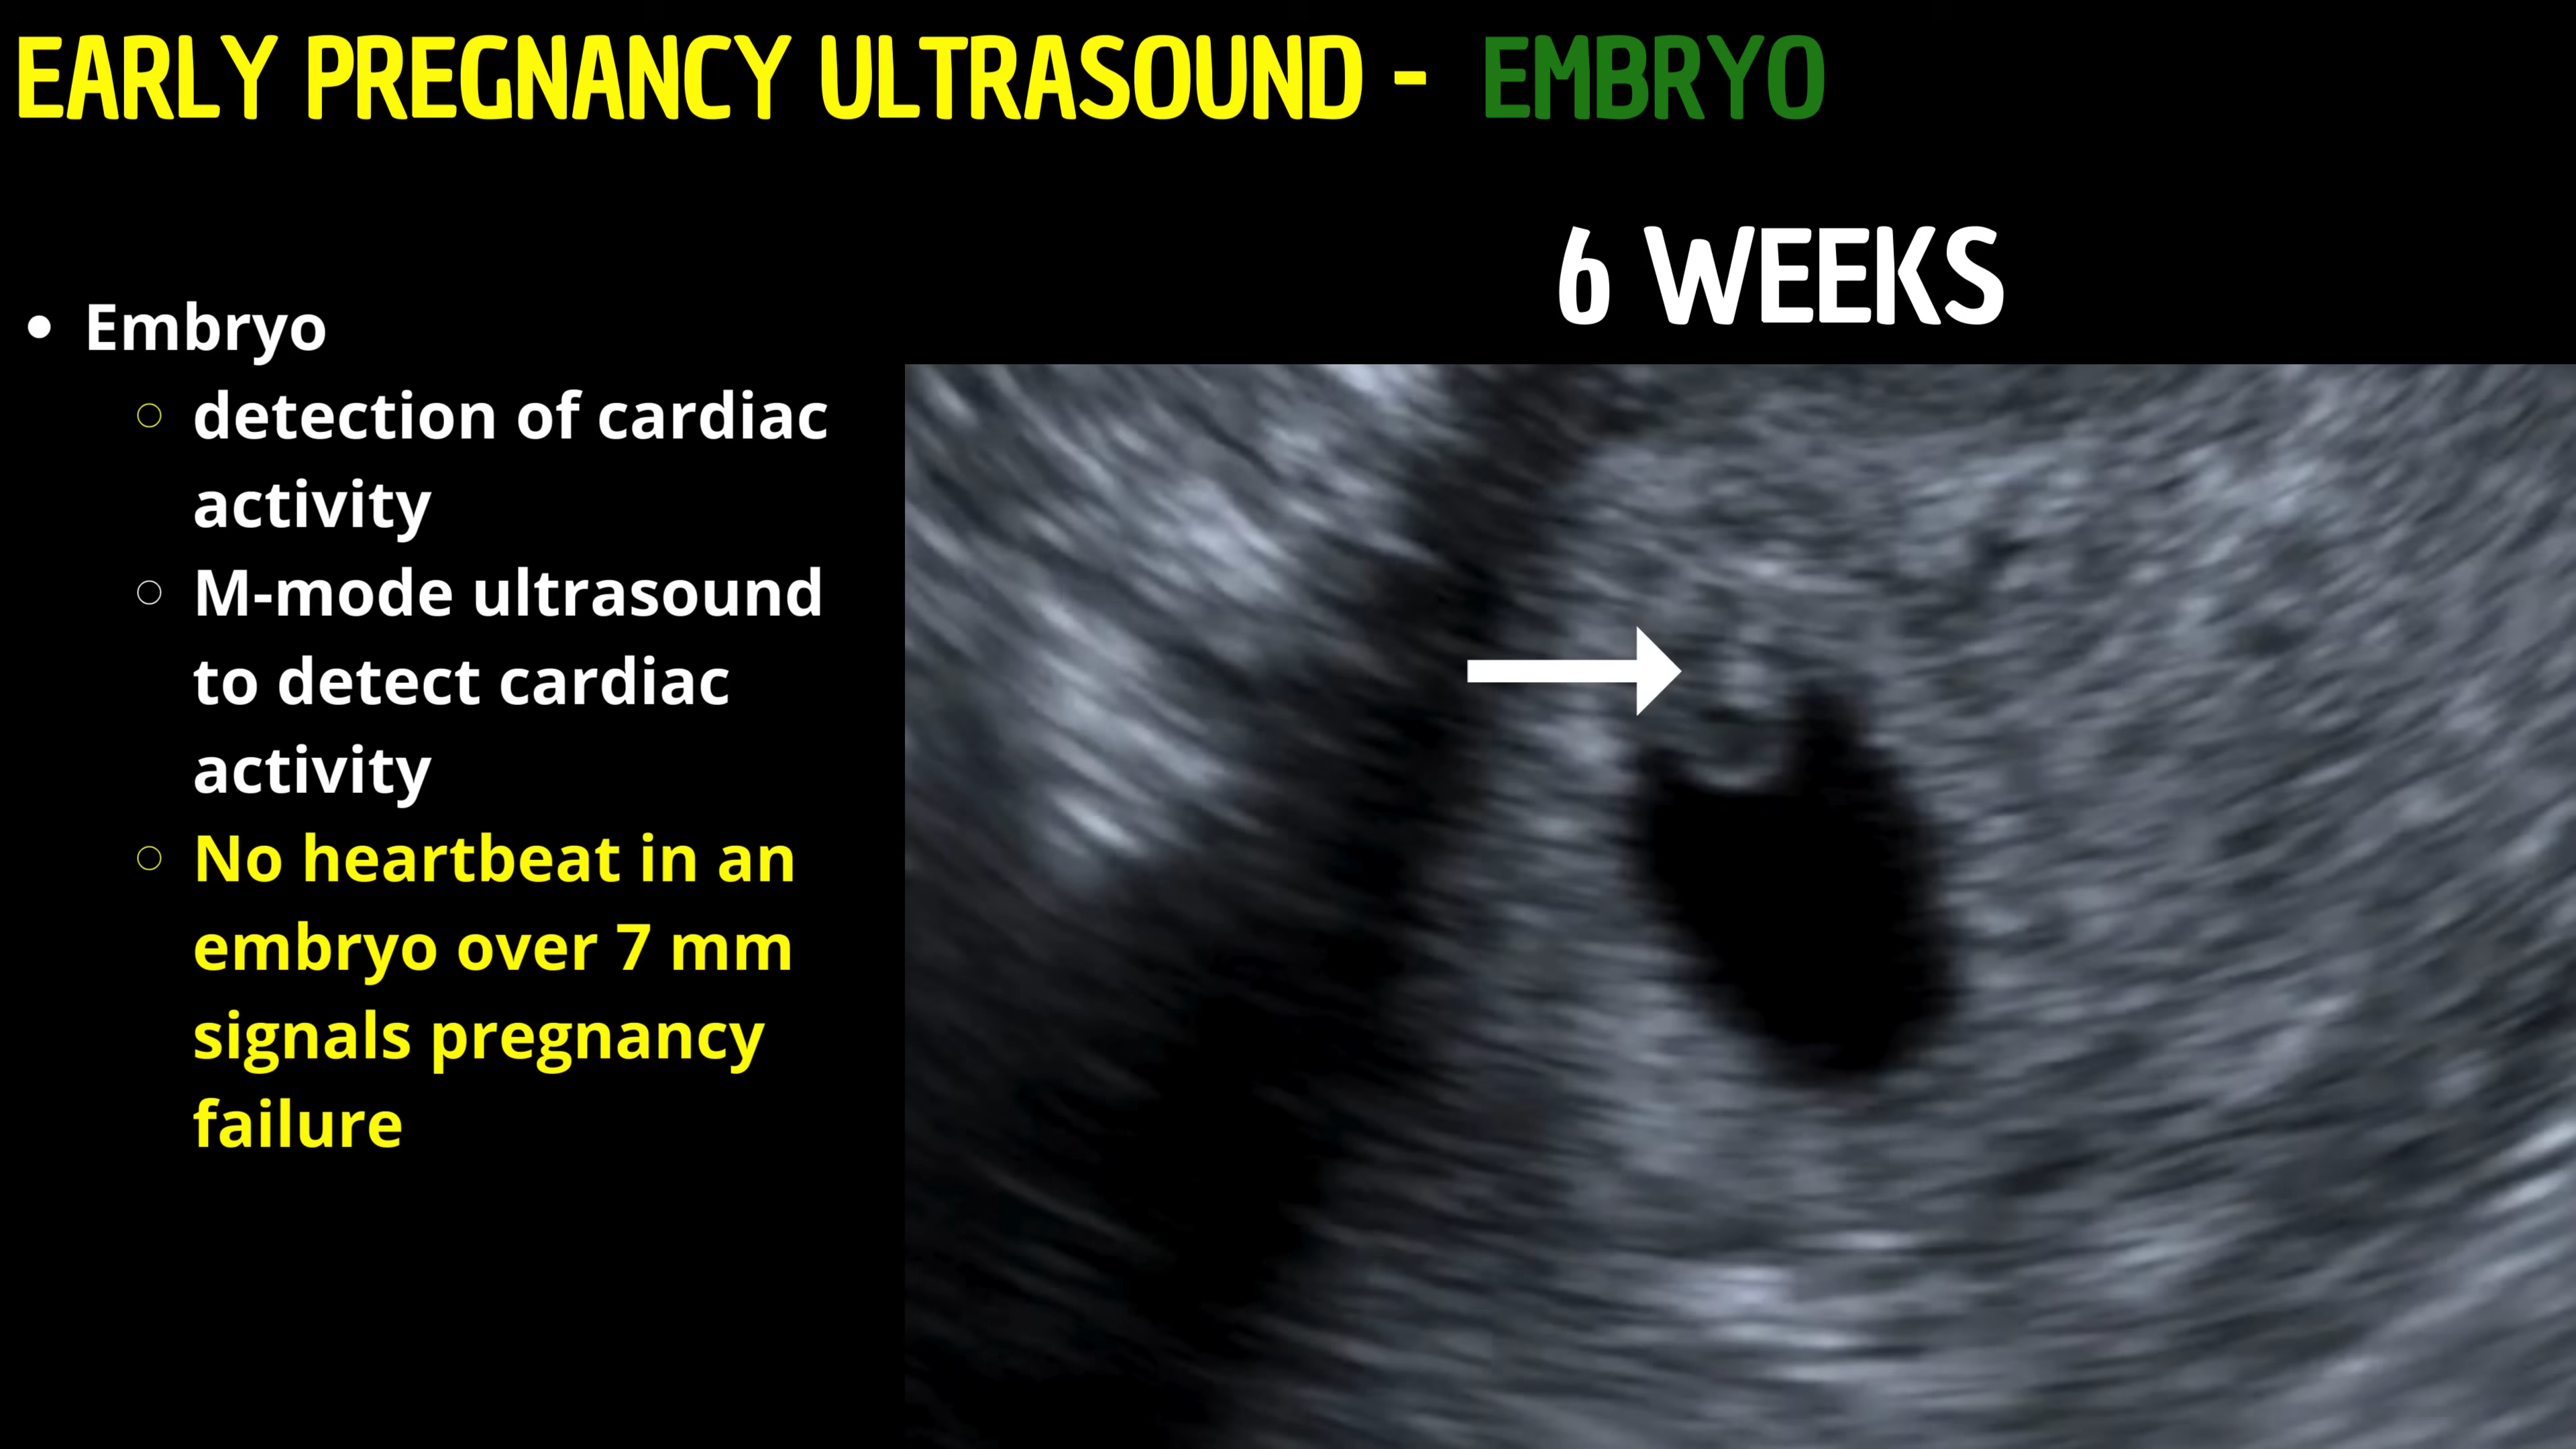 EARLY PREGNANCY ULTRASOUND - EMBRYO
6 WEEKS
• Embryo
○ detection of cardiac
activity
○ M-mode ultrasound
to detect cardiac
activity
○ No heartbeat in an
embryo over 7 mm
signals pregnancy
failure